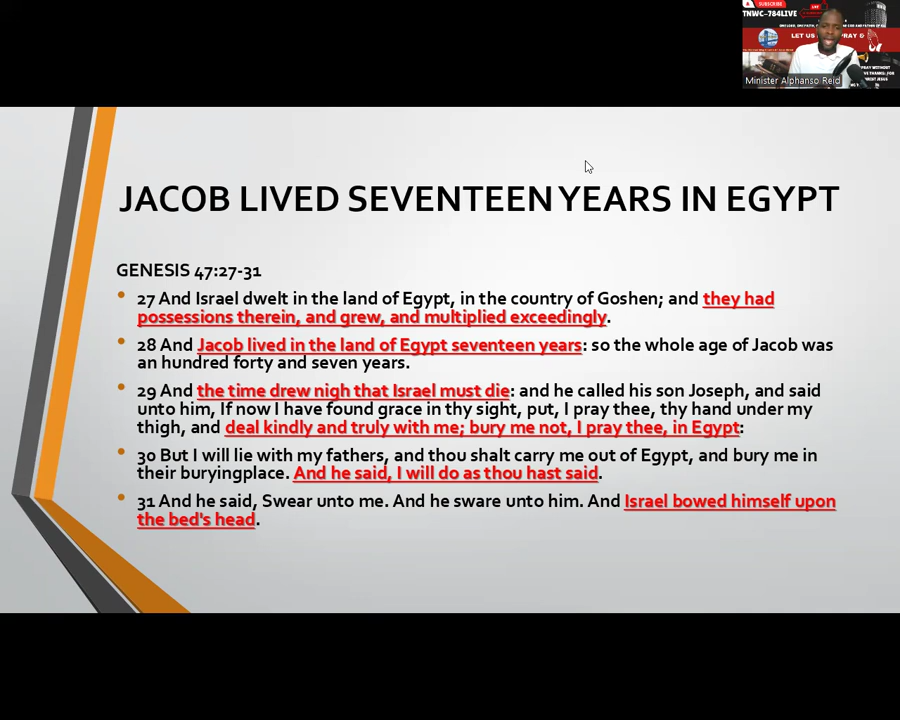 SUBSCRIBE
TNWC-784LIVE
LET US PRAY &
Minister Alphanso Reid
JACOB LIVED SEVENTEEN YEARS IN EGYPT
GENESIS 47:27-31
• 27 And Israel dwelt in the land of Egypt, in the country of Goshen; and they had
possessions therein, and grew, and multiplied exceedingly.
• 28 And Jacob lived in the land of Egypt seventeen years: so the whole age of Jacob was
an hundred forty and seven years.
• 29 And the time drew nigh that Israel must die: and he called his son Joseph, and said
unto him, If now I have found grace in thy sight, put, I pray thee, thy hand under my
thigh, and deal kindly and truly with me; bury me not, I pray thee, in Egypt:
• 30 But I will lie with my fathers, and thou shalt carry me out of Egypt, and bury me in
their buryingplace. And he said, I will do as thou hast said.
• 31 And he said, Swear unto me. And he sware unto him. And Israel bowed himself upon
the bed's head.